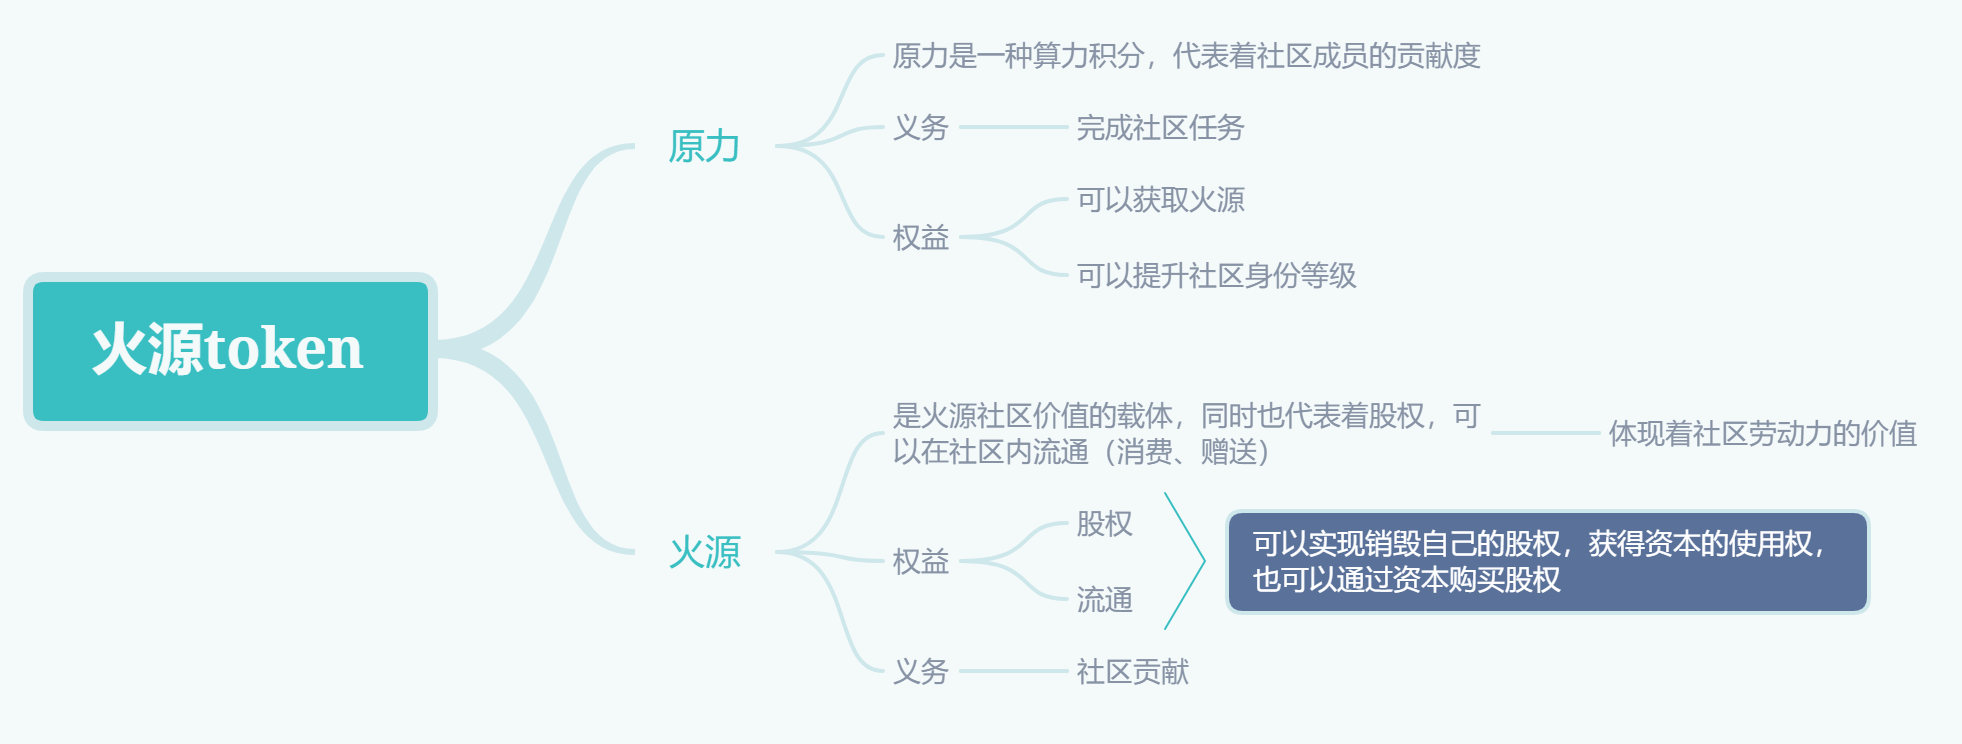 火源token
原力
原力是一种算力积分，代表着社区成员的贡献度
义务
完成社区任务
权益
可以获取火源
可以提升社区身份等级
火源
是火源社区价值的载体，同时也代表着股权，可
以在社区内流通（消费、赠送）
体现着社区劳动力的价值
权益
股权
流通
可以实现销毁自己的股权，获得资本的使用权，
也可以通过资本购买股权
义务
社区贡献